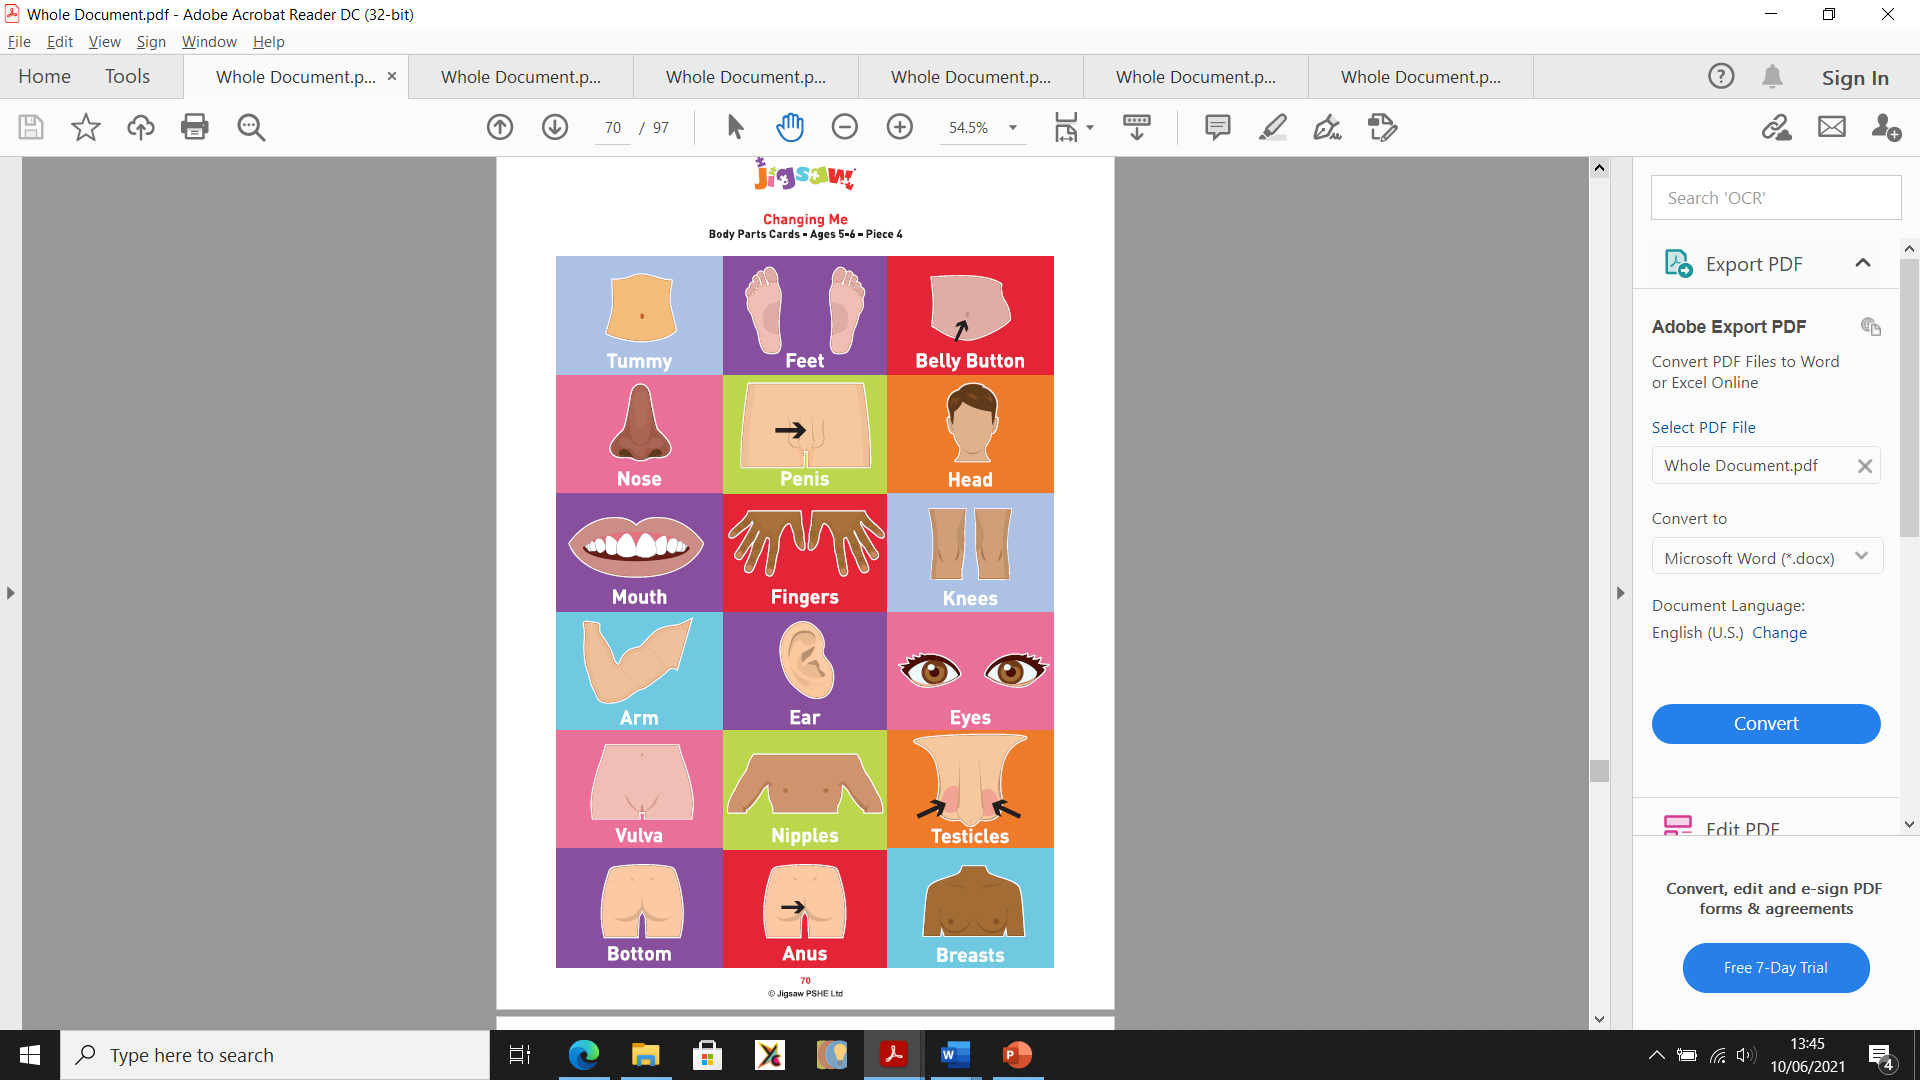 Whole Document.pdf - Adobe Acrobat Reader DC (32-bit)
File Edit View Sign Window Help
Home Tools Whole Document.p... Whole Document.p... Whole Document.p... Whole Document.p... Whole Document.p... Whole Document.p... Sign In
70 / 97 54.5%
Jigsaw
Changing Me
Body Parts Cards - Ages 5-6 - Piece 4
Tummy Feet Belly Button
Nose Penis Head
Mouth Fingers Knees
Arm Ear Eyes
Vulva Nipples Testicles
Bottom Anus Breasts
70
© Jigsaw PSHE Ltd
Search 'OCR'
Export PDF
Adobe Export PDF
Convert PDF Files to Word
or Excel Online
Select PDF File
Whole Document.pdf
Convert to
Microsoft Word (*.docx)
Document Language:
English (U.S.) Change
Convert
Edit PDF
Convert, edit and e-sign PDF
forms & agreements
Free 7-Day Trial
Type here to search
13:45
10/06/2021
4